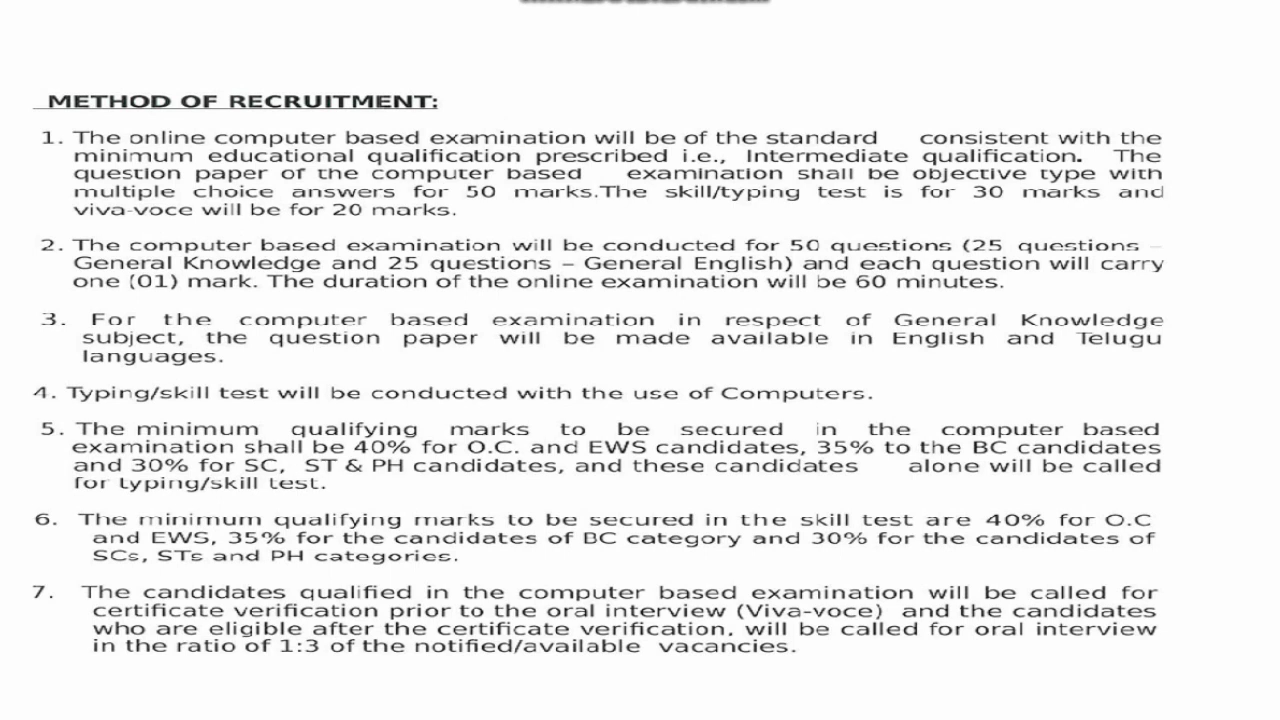 METHOD OF RECRUITMENT:
1. The online computer based examination will be of the standard consistent with the
minimum educational qualification prescribed i.e., Intermediate qualification. The
question paper of the computer based examination shall be objective type with
multiple choice answers for 50 marks.The skill/typing test is for 30 marks and
viva-voce will be for 20 marks.
2. The computer based examination will be conducted for 50 questions (25 questions –
General Knowledge and 25 questions – General English) and each question will carry
one (01) mark. The duration of the online examination will be 60 minutes.
3. For the computer based examination in respect of General Knowledge
subject, the question paper will be made available in English and Telugu
languages.
4. Typing/skill test will be conducted with the use of Computers.
5. The minimum qualifying marks to be secured in the computer based
examination shall be 40% for O.C. and EWS candidates, 35% to the BC candidates
and 30% for SC, ST & PH candidates, and these candidates alone will be called
for typing/skill test.
6. The minimum qualifying marks to be secured in the skill test are 40% for O.C
and EWS, 35% for the candidates of BC category and 30% for the candidates of
SCs, STs and PH categories.
7. The candidates qualified in the computer based examination will be called for
certificate verification prior to the oral interview (Viva-voce) and the candidates
who are eligible after the certificate verification, will be called for oral interview
in the ratio of 1:3 of the notified/available vacancies.